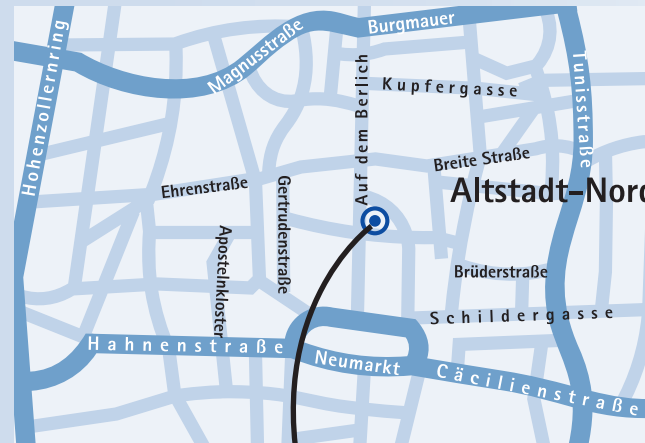 Burgmauer
Magnusstraße
Hohenzollernring
Tunisstraße
Auf dem Berlich
Kupfergasse
Breite Straße
Ehrenstraße
Gertrudenstraße
Altstadt–Nord
Apostelnkloster
Brüderstraße
Schildergasse
Hahnenstraße
Neumarkt
Cäcilienstraße